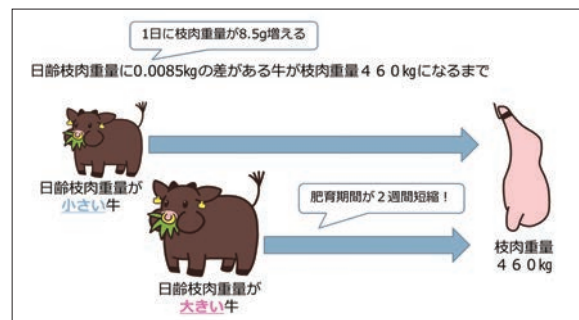 1日に枝肉重量が8.5g増える
日齢枝肉重量に0.0085kgの差がある牛が枝肉重量４６０kgになるまで
日齢枝肉重量が
小さい牛
肥育期間が２週間短縮！
日齢枝肉重量が
大きい牛
枝肉重量
４６０kg